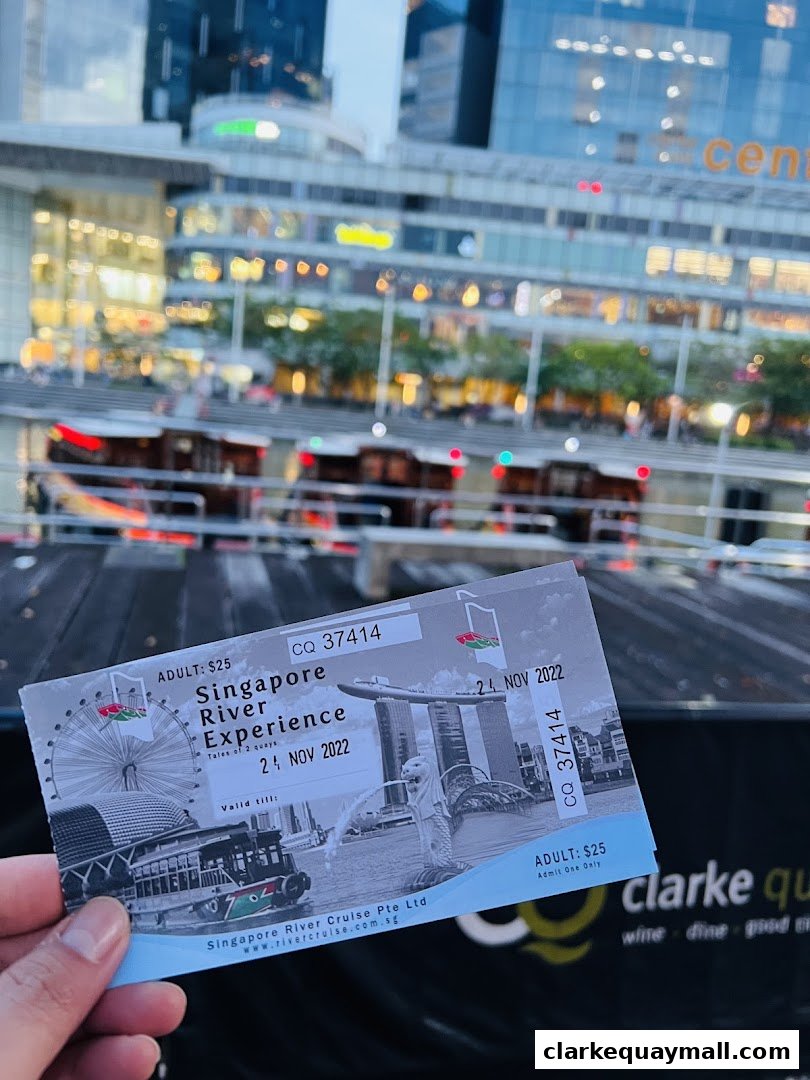 cent
ADULT: $25
CQ 37414
Singapore
River
Experience
Tales of 2 quays
24 NOV 2022
Valid till:
24 NOV 2022
CQ 37414
ADULT: $25
Admit One Only
Singapore River Cruise Pte Ltd
www.rivercruise.com.sg
clarke qu
wine · dine · good
clarkequaymall.com